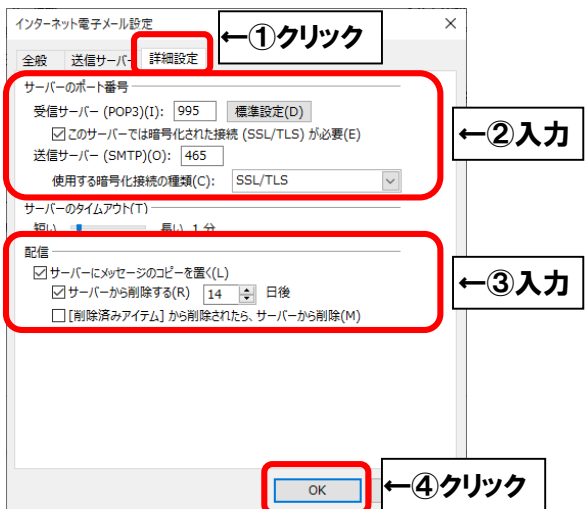 インターネット電子メール設定
←①クリック
全般 送信サーバー 詳細設定
サーバーのポート番号
受信サーバー (POP3)(I): 995 標準設定(D)
このサーバーでは暗号化された接続 (SSL/TLS) が必要(E)
←②入力
送信サーバー (SMTP)(O): 465
使用する暗号化接続の種類(C): SSL/TLS
サーバーのタイムアウト(T)
短い 長い 1 分
配信
サーバーにメッセージのコピーを置く(L)
←③入力
サーバーから削除する(R) 14 日後
[削除済みアイテム] から削除されたら、サーバーから削除(M)
OK
←④クリック